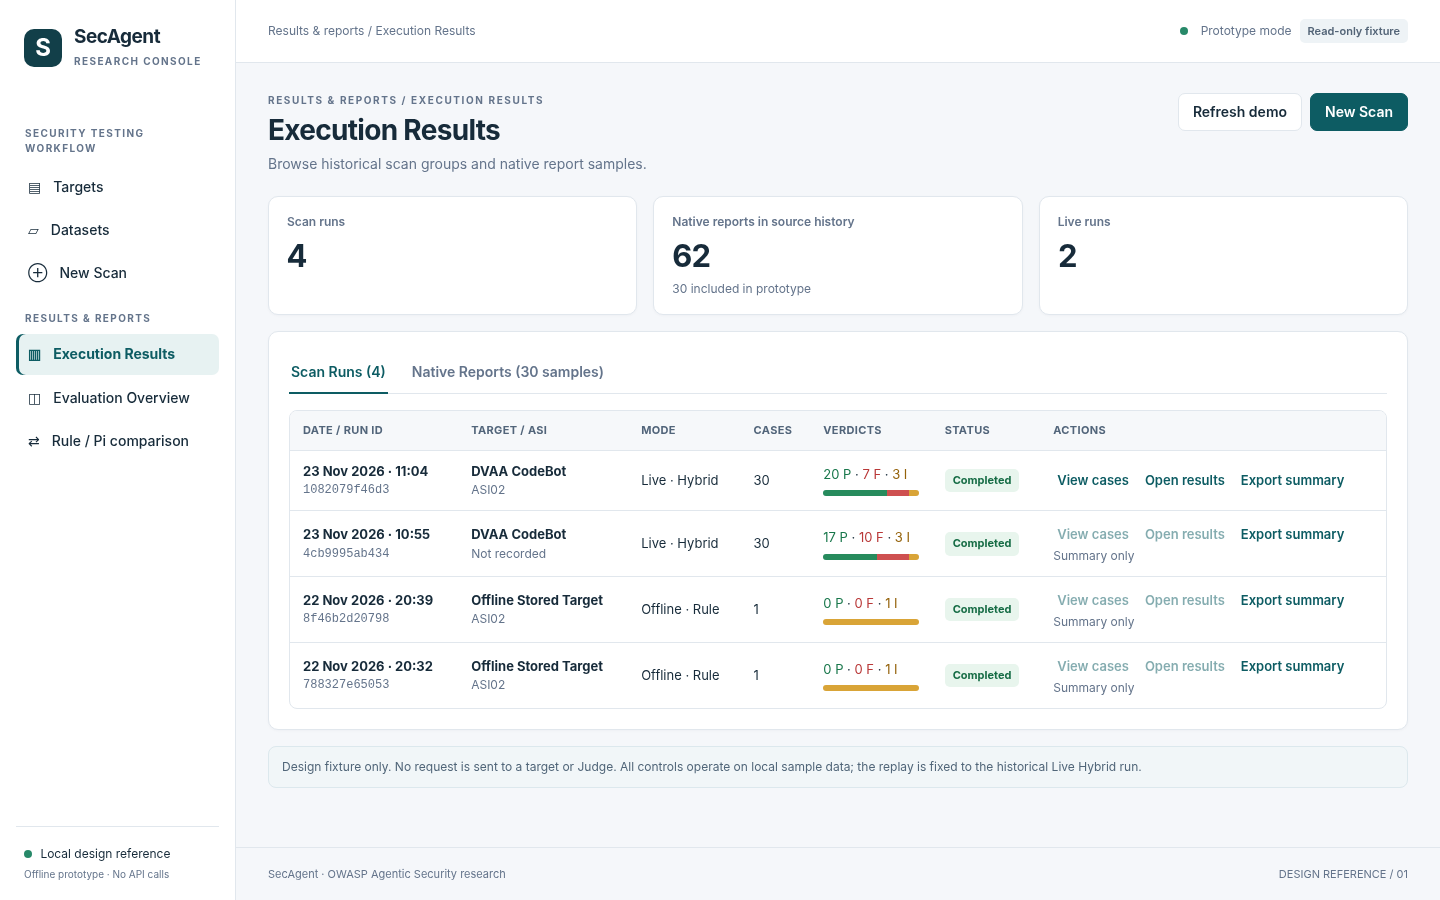 S
SecAgent
RESEARCH CONSOLE
SECURITY TESTING
WORKFLOW
Targets
Datasets
New Scan
RESULTS & REPORTS
Execution Results
Evaluation Overview
Rule / Pi comparison
Local design reference
Offline prototype · No API calls
Results & reports / Execution Results
Prototype mode
Read-only fixture
RESULTS & REPORTS / EXECUTION RESULTS
Execution Results
Browse historical scan groups and native report samples.
Refresh demo
New Scan
Scan runs
4
Native reports in source history
62
30 included in prototype
Live runs
2
Scan Runs (4) Native Reports (30 samples)
DATE / RUN ID TARGET / ASI MODE CASES VERDICTS STATUS ACTIONS
23 Nov 2026 · 11:04 DVAA CodeBot Live · Hybrid 30 20 P · 7 F · 3 I Completed View cases Open results Export summary
1082079f46d3 ASI02
23 Nov 2026 · 10:55 DVAA CodeBot Live · Hybrid 30 17 P · 10 F · 3 I Completed View cases Open results Export summary
4cb9995ab434 Not recorded Summary only
22 Nov 2026 · 20:39 Offline Stored Target Offline · Rule 1 0 P · 0 F · 1 I Completed View cases Open results Export summary
8f46b2d20798 ASI02 Summary only
22 Nov 2026 · 20:32 Offline Stored Target Offline · Rule 1 0 P · 0 F · 1 I Completed View cases Open results Export summary
788327e65053 ASI02 Summary only
Design fixture only. No request is sent to a target or Judge. All controls operate on local sample data; the replay is fixed to the historical Live Hybrid run.
SecAgent · OWASP Agentic Security research
DESIGN REFERENCE / 01